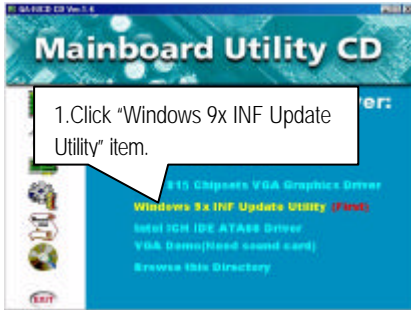 Mainboard Utility CD
er:
1.Click "Windows 9x INF Update
Utility" item.
815 Chipsets VGA Graphics Driver
Windows 9x INF Update Utility (First)
Intel ICH IDE ATA66 Driver
VGA Demo(Need sound card)
Browse this Directory
EXIT